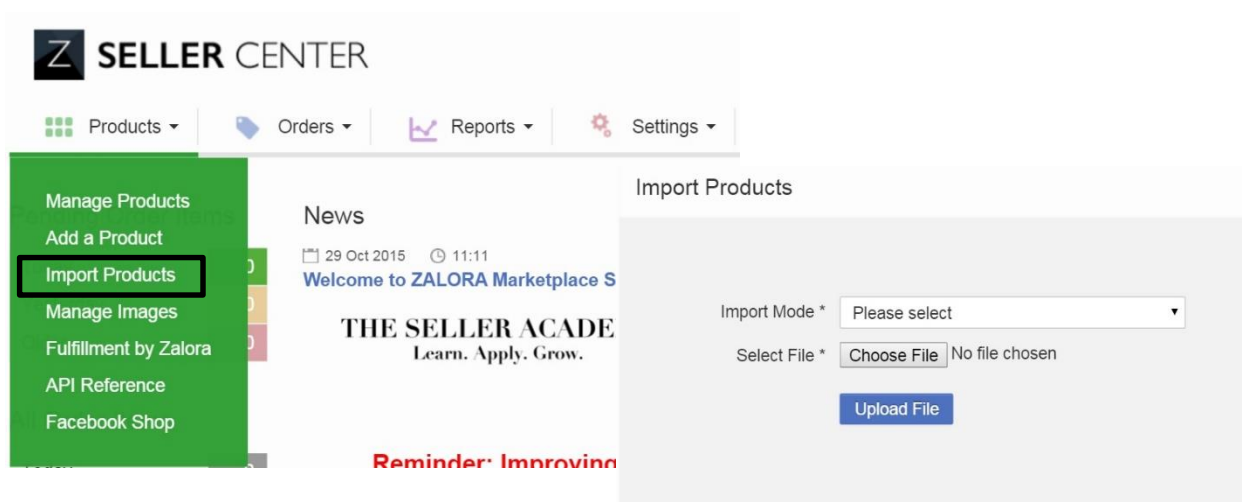 Z SELLER CENTER
Products
Orders
Reports
Settings
Manage Products
Add a Product
Import Products
Manage Images
Fulfillment by Zalora
API Reference
Facebook Shop
News
29 Oct 2015 11:11
Welcome to ZALORA Marketplace S
THE SELLER ACADE
Learn. Apply. Grow.
Reminder: Improving
Import Products
Import Mode * Please select
Select File * Choose File No file chosen
Upload File